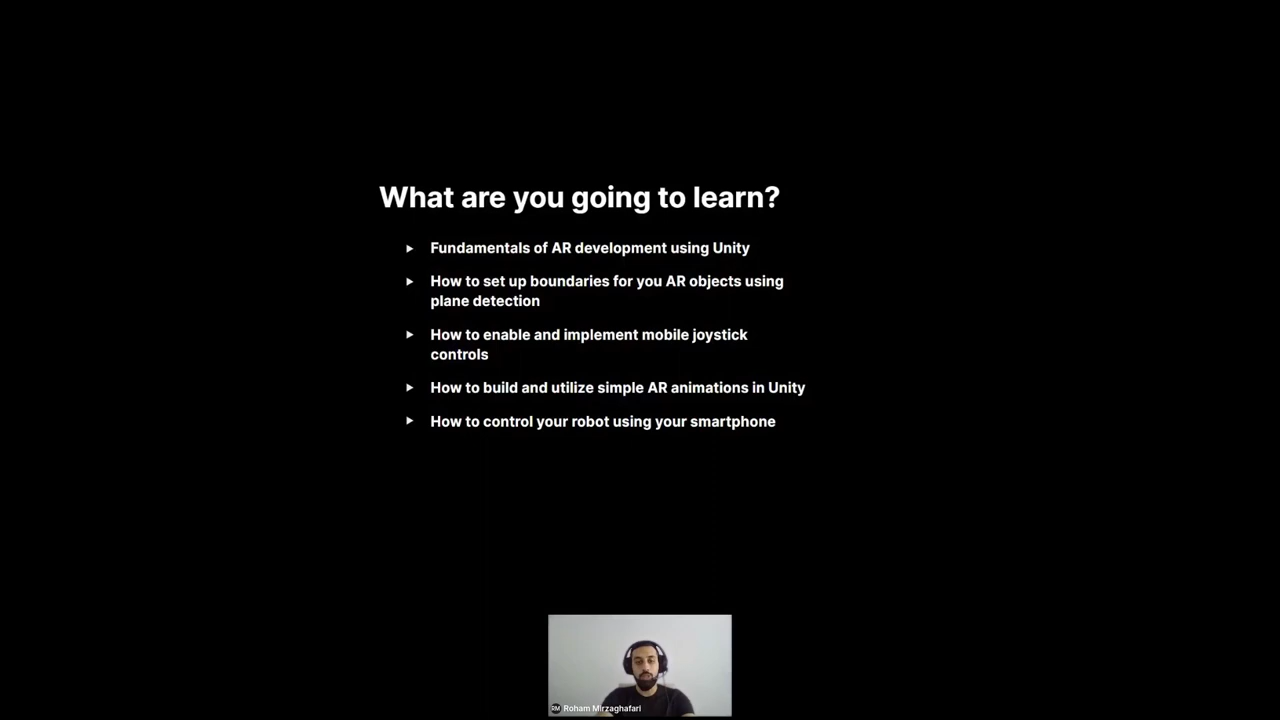 What are you going to learn?
Fundamentals of AR development using Unity
How to set up boundaries for you AR objects using
plane detection
How to enable and implement mobile joystick
controls
How to build and utilize simple AR animations in Unity
How to control your robot using your smartphone
RM Roham Mirzaghafari